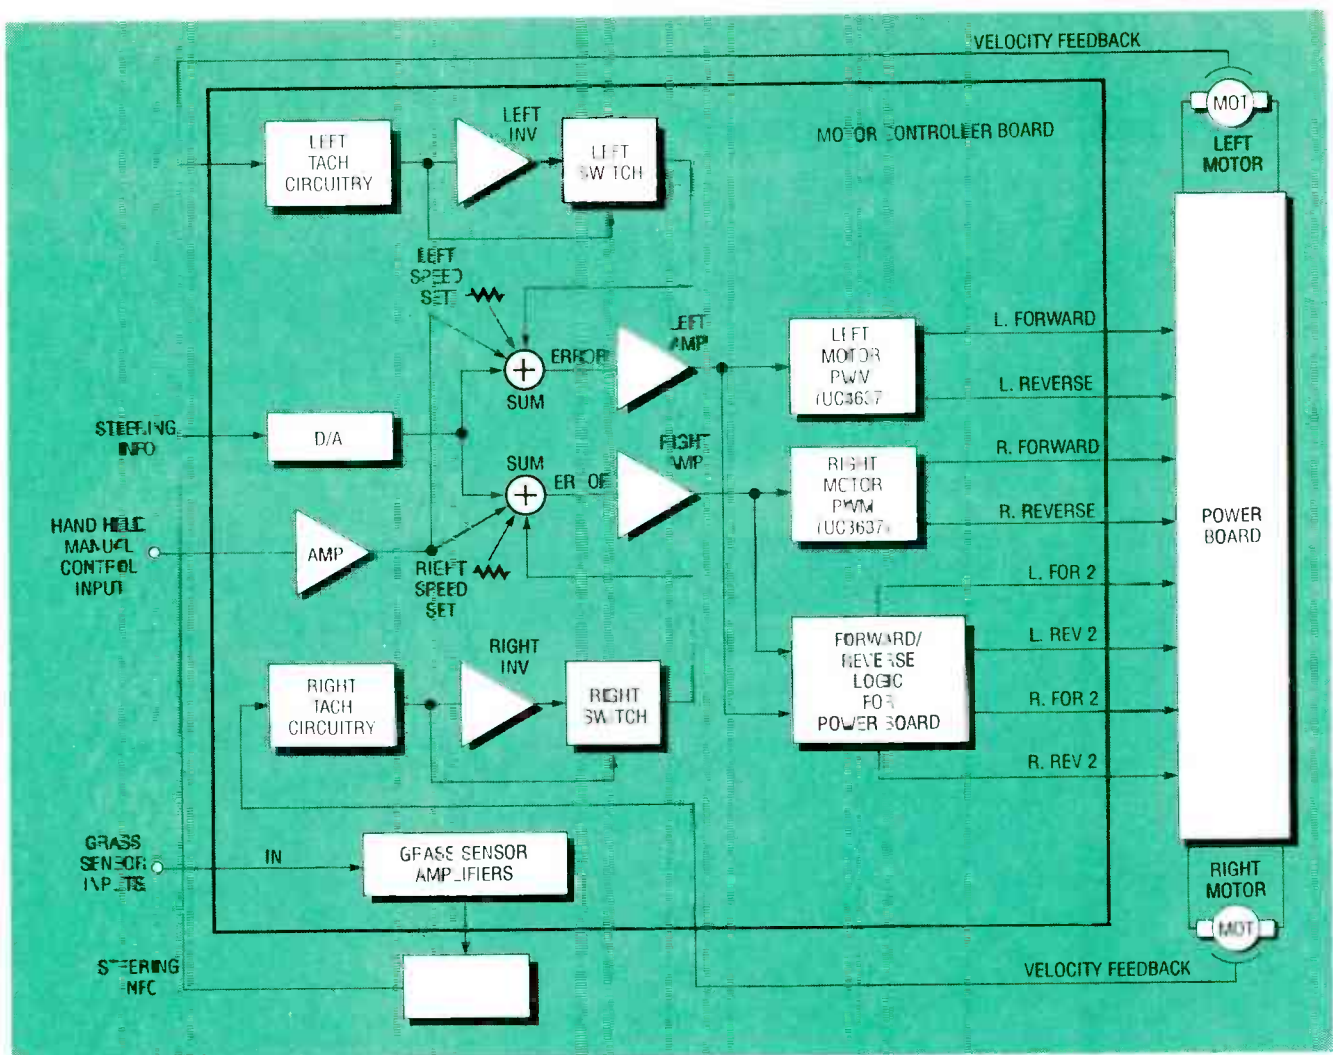 VELOCITY FEEDBACK
MOT
LEFT
MOTOR
MOTOR CONTROLLER BOARD
LEFT
INV
LEFT
TACH
CIRCUITRY
LEFT
SWITCH
LEFT
SPEED
SET
ERROR
SUM
LEFT
AMP
LEFT
MOTOR
PWM
(UC3637
L. FORWARD
L. REVERSE
STEERING
INFO
D/A
SUM
ERROR
RIGHT
AMP
RIGHT
MOTOR
PWM
(UC3637)
R. FORWARD
R. REVERSE
POWER
BOARD
HAND HELD
MANUAL
CONTROL
INPUT
AMP
RIGHT
SPEED
SET
L. FOR 2
L. REV 2
R. FOR 2
R. REV 2
FORWARD/
REVERSE
LOGIC
FOR
POWER BOARD
RIGHT
INV
RIGHT
TACH
CIRCUITRY
RIGHT
SWITCH
GRASS
SENSOR
INPUTS
IN
GRASS SENSOR
AMPLIFIERS
RIGHT
MOTOR
MOT
STEERING
VELOCITY FEEDBACK